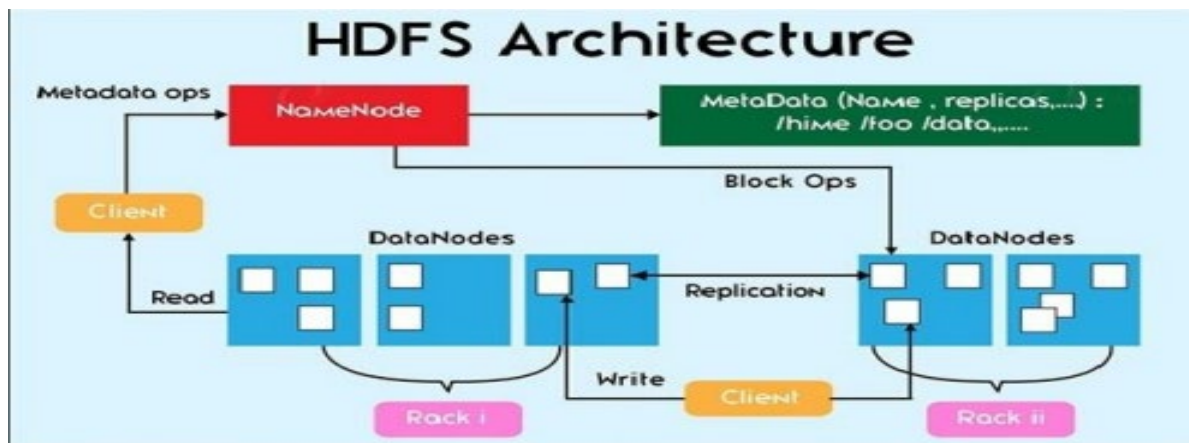 HDFS Architecture
Metadata ops
NameNode
MetaData (Name , replicas,....) :
/hime /foo /data,,....
Block Ops
Client
DataNodes
DataNodes
Read
Replication
Write
Client
Rack i
Rack ii